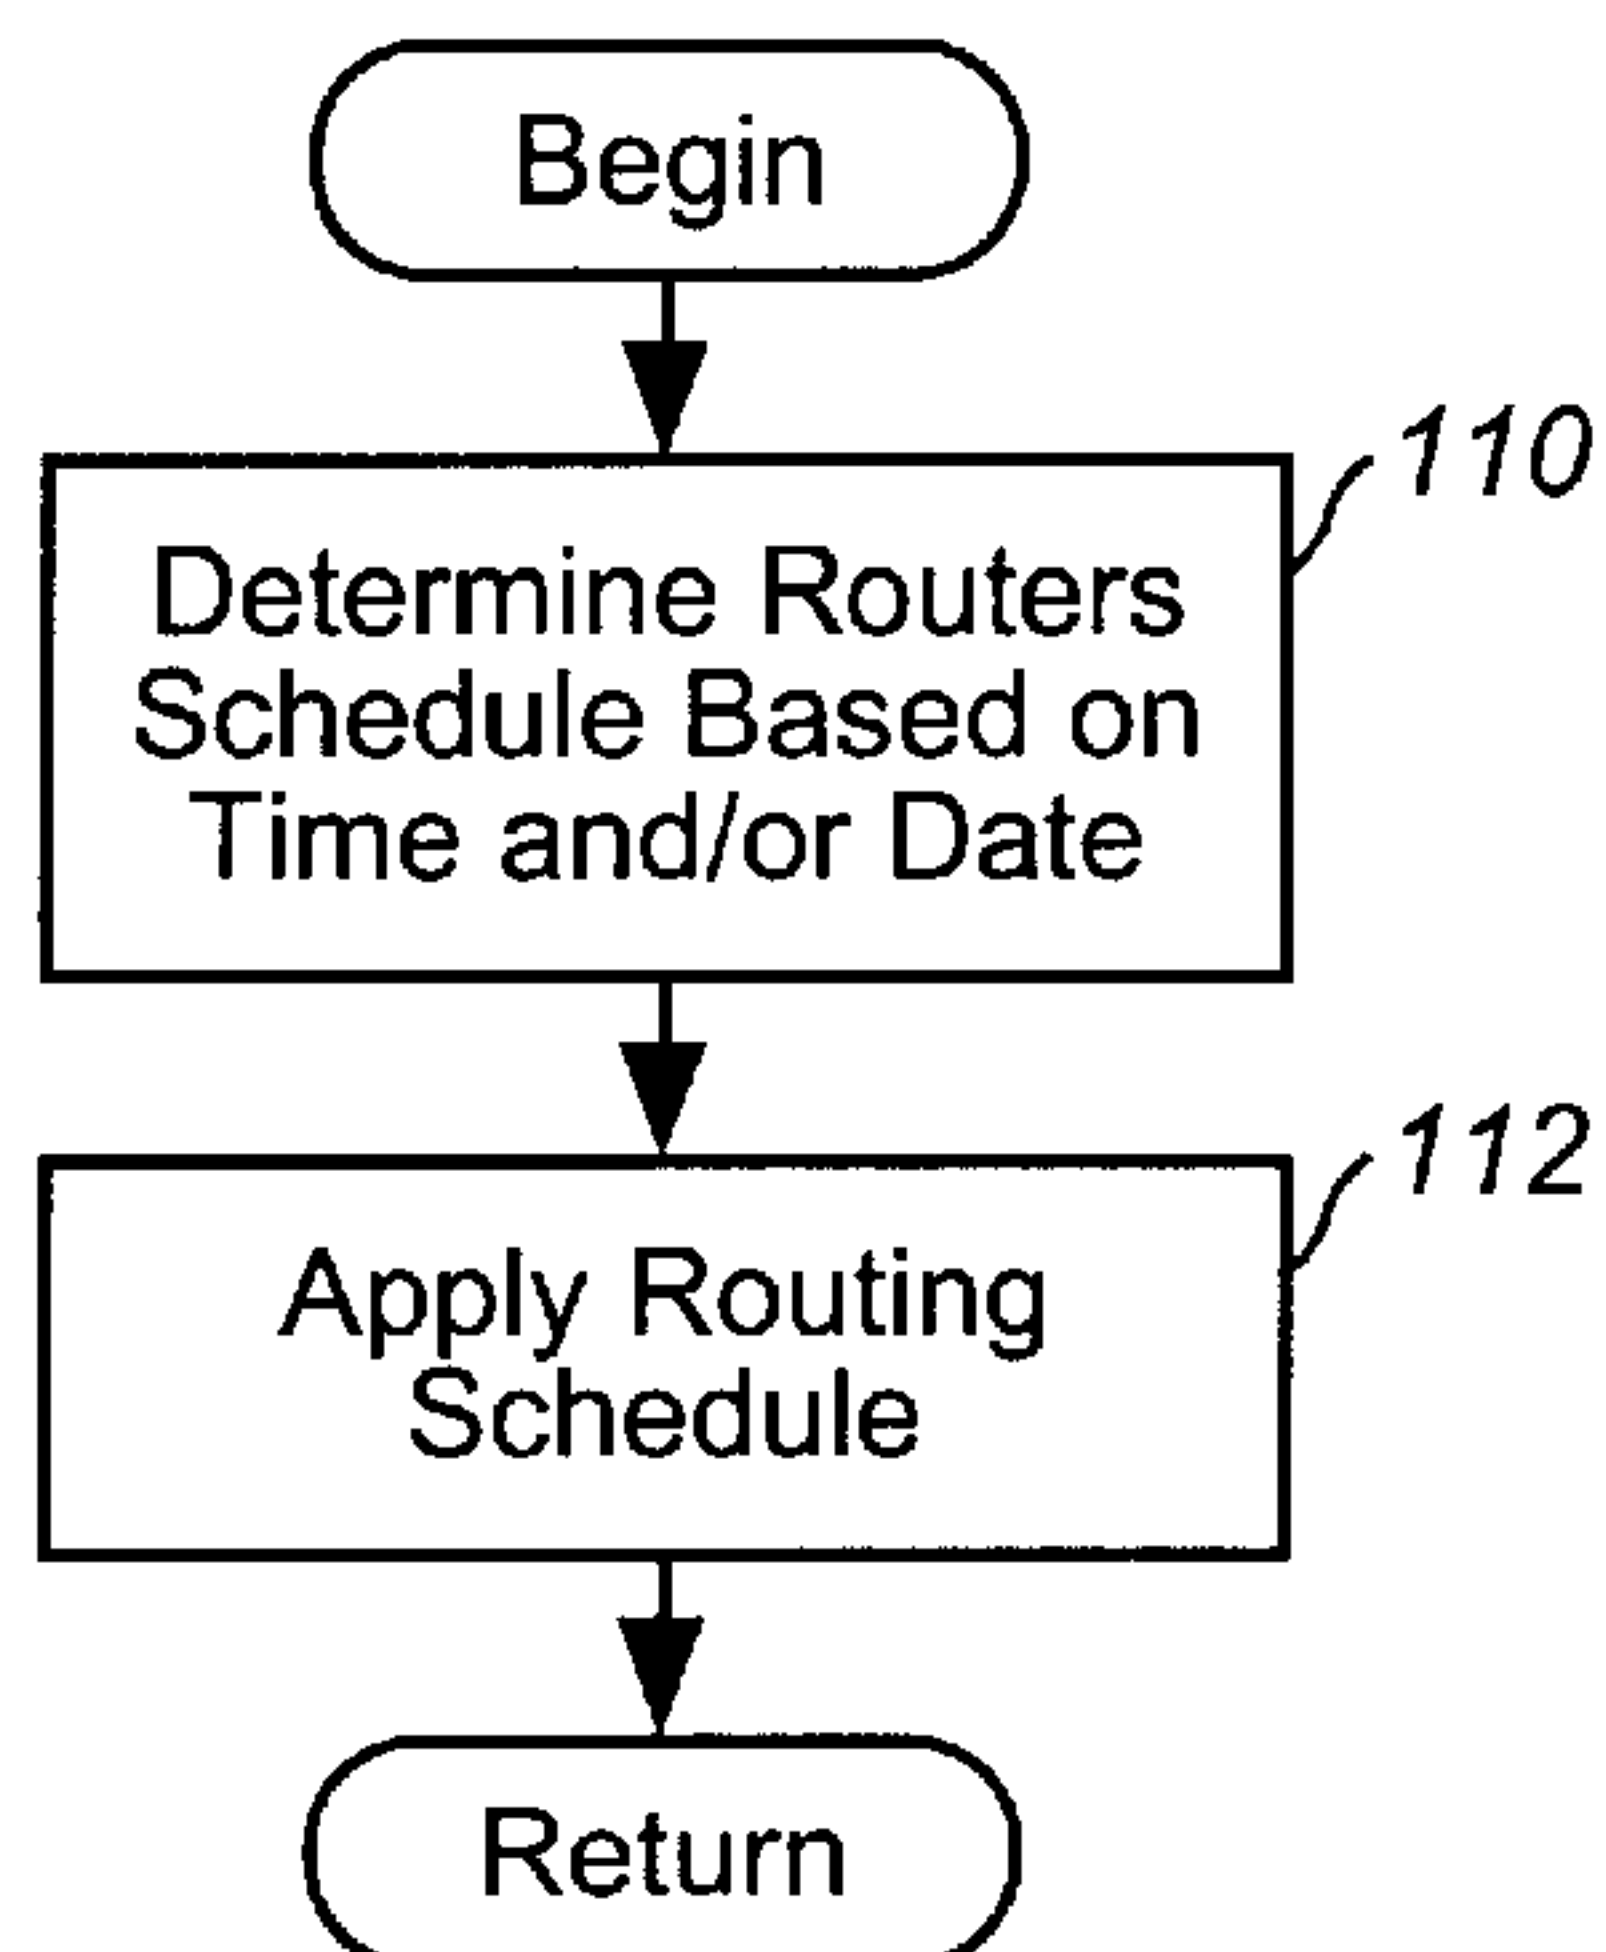 Begin
110
Determine Routers
Schedule Based on
Time and/or Date
112
Apply Routing
Schedule
Return